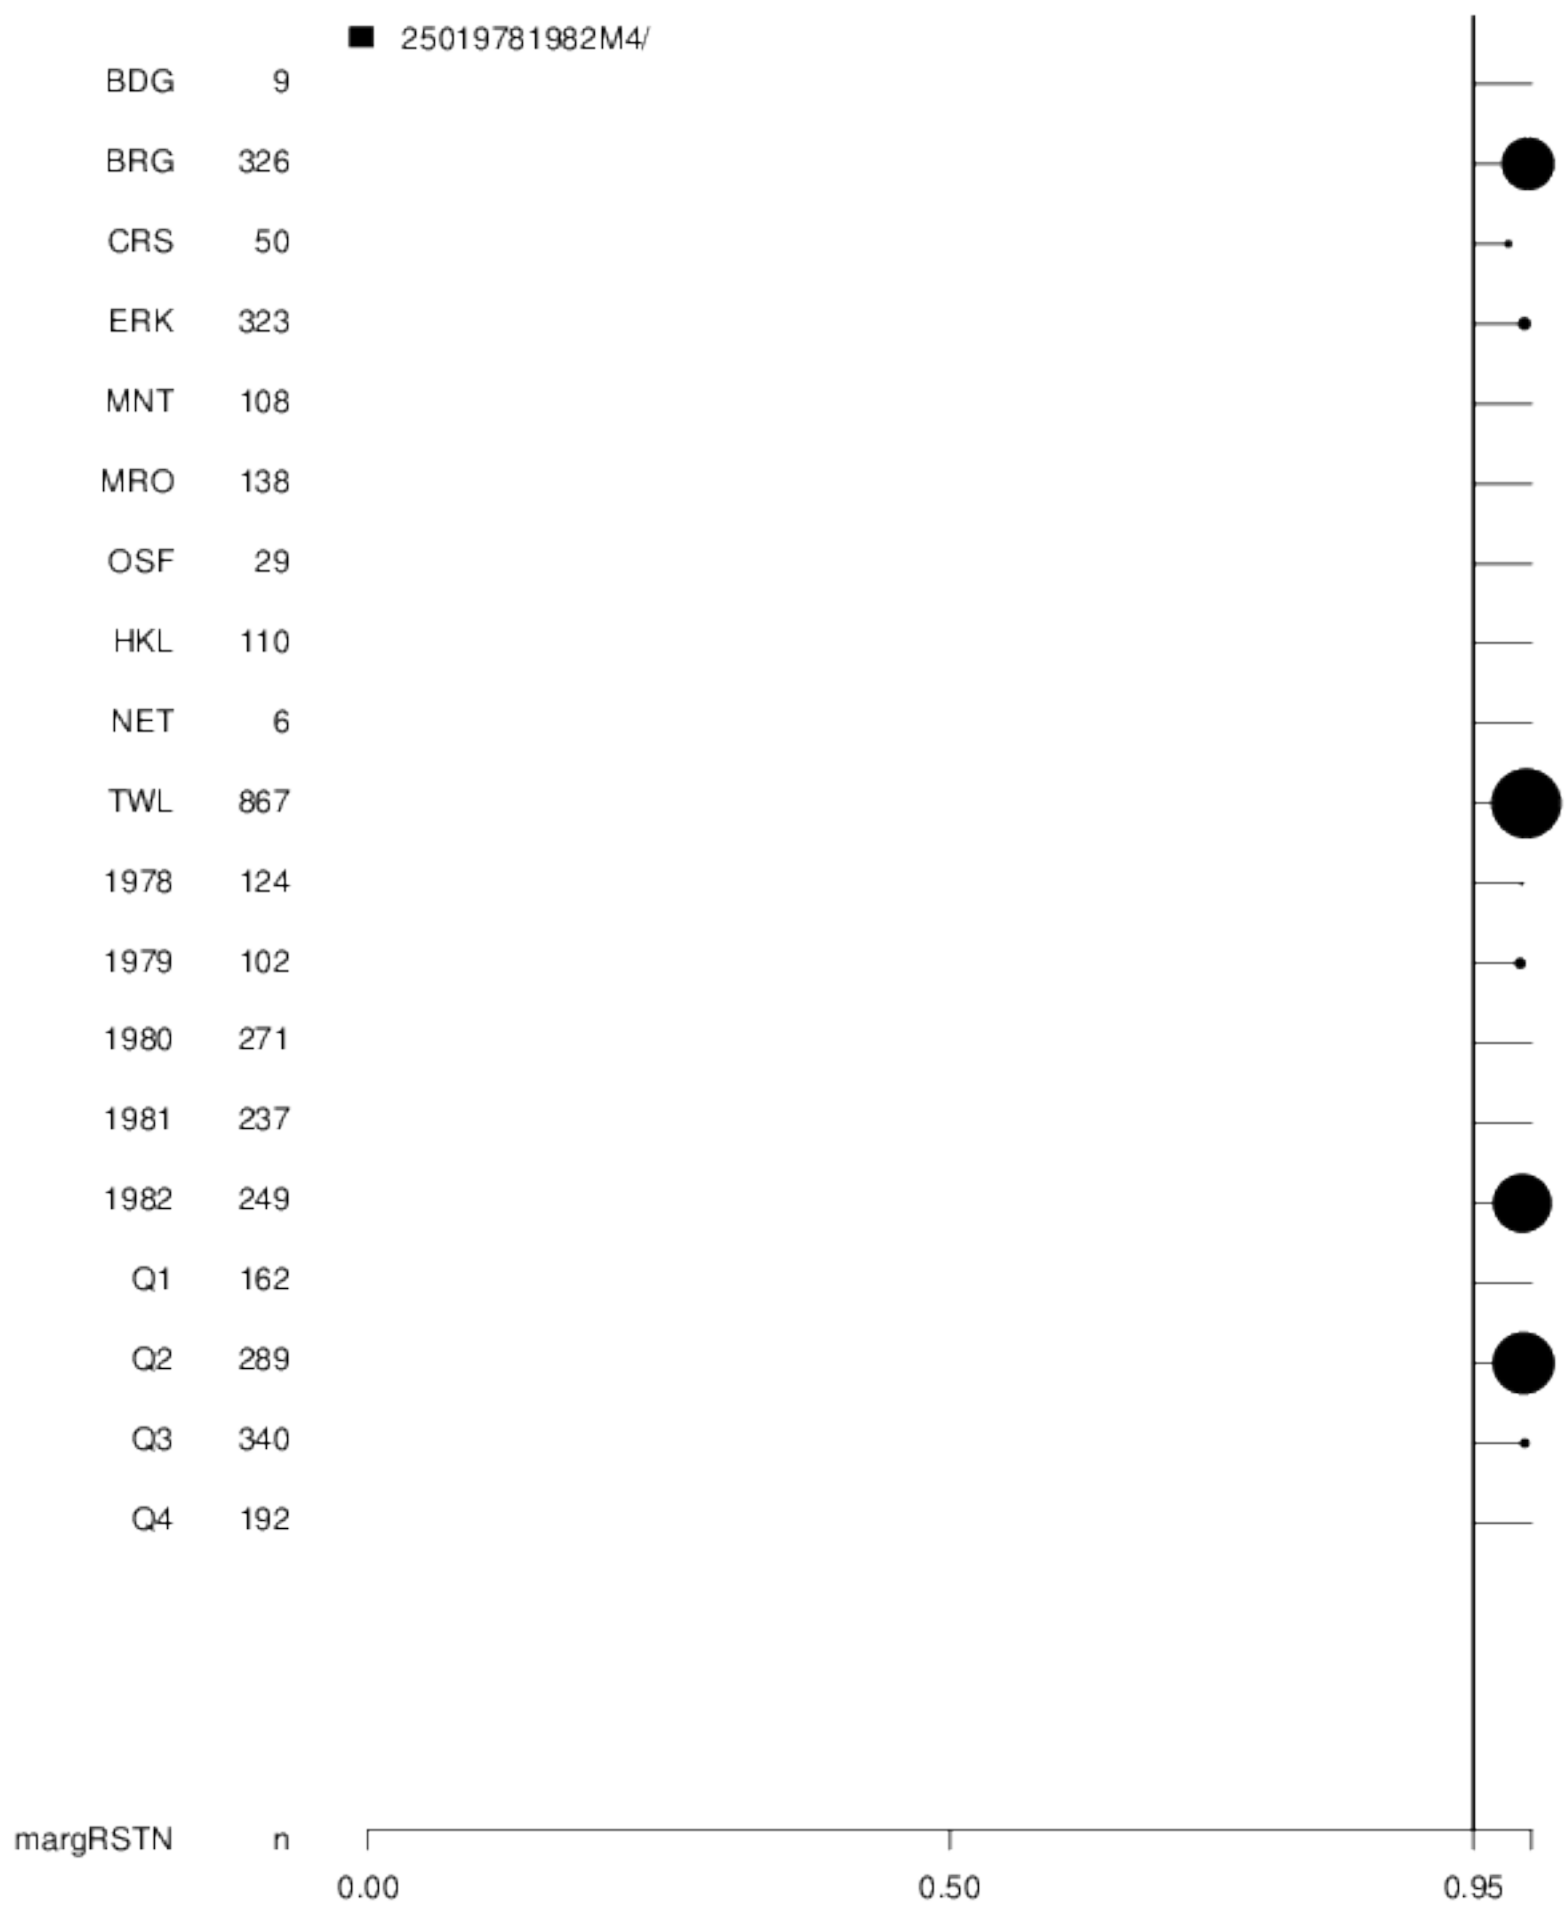 25019781982M4/
BDG 9
BRG 326
CRS 50
ERK 323
MNT 108
MRO 138
OSF 29
HKL 110
NET 6
TWL 867
1978 124
1979 102
1980 271
1981 237
1982 249
Q1 162
Q2 289
Q3 340
Q4 192
margRSTN n
0.00 0.50 0.95